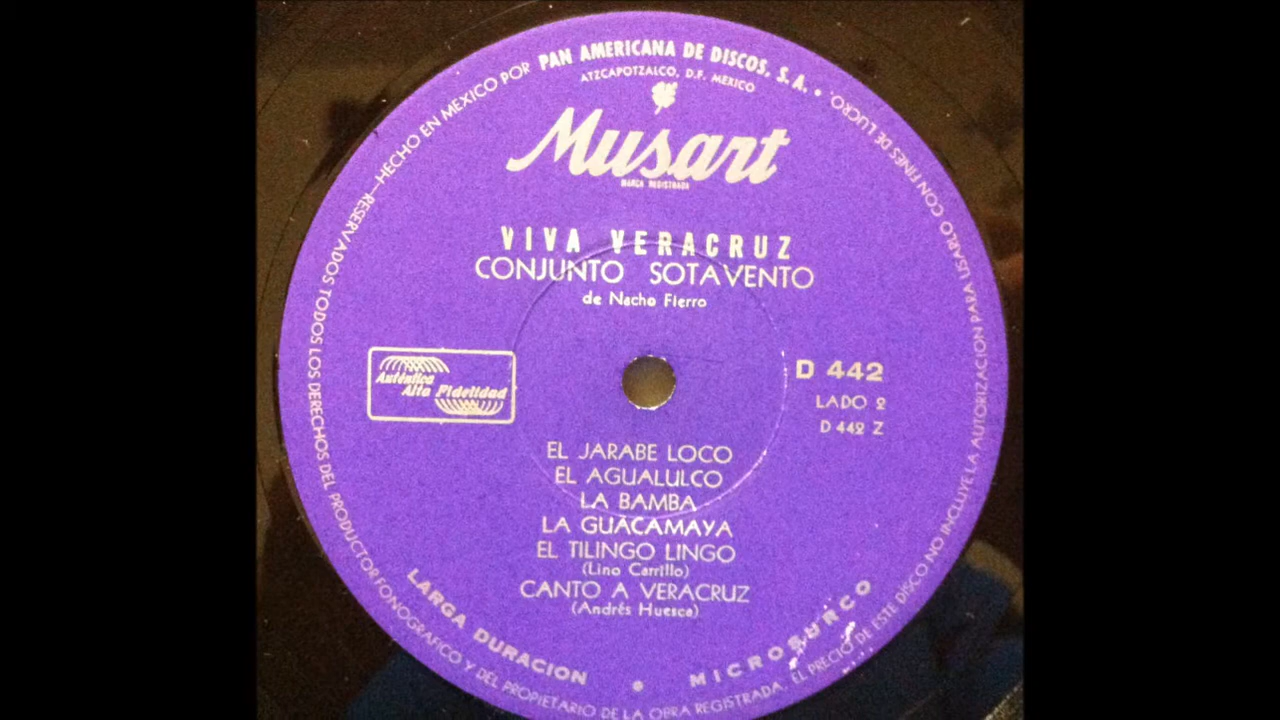 RESERVADOS TODOS LOS DERECHOS DEL PRODUCTOR FONOGRAFICO y DEL PROPIETARIO DE LA OBRA REGISTRADA. EL PRECIO DE ESTE DISCO NO INCLUYE LA AUTORIZACION PARA USARLO CON FINES DE LUCRO.
—HECHO EN MEXICO POR PAN AMERICANA DE DISCOS, S.A. •
ATZCAPOTZALCO, D.F. MEXICO
Musart
MARCA REGISTRADA
VIVA VERACRUZ
CONJUNTO SOTAVENTO
de Nacho Fierro
Auténtica
Alta Fidelidad
D 442
LADO 2
D 442 Z
EL JARABE LOCO
EL AGUALULCO
LA BAMBA
LA GUACAMAYA
EL TILINGO LINGO
(Lino Carrillo)
CANTO A VERACRUZ
(Andrés Huesca)
LARGA DURACION • MICROSURCO